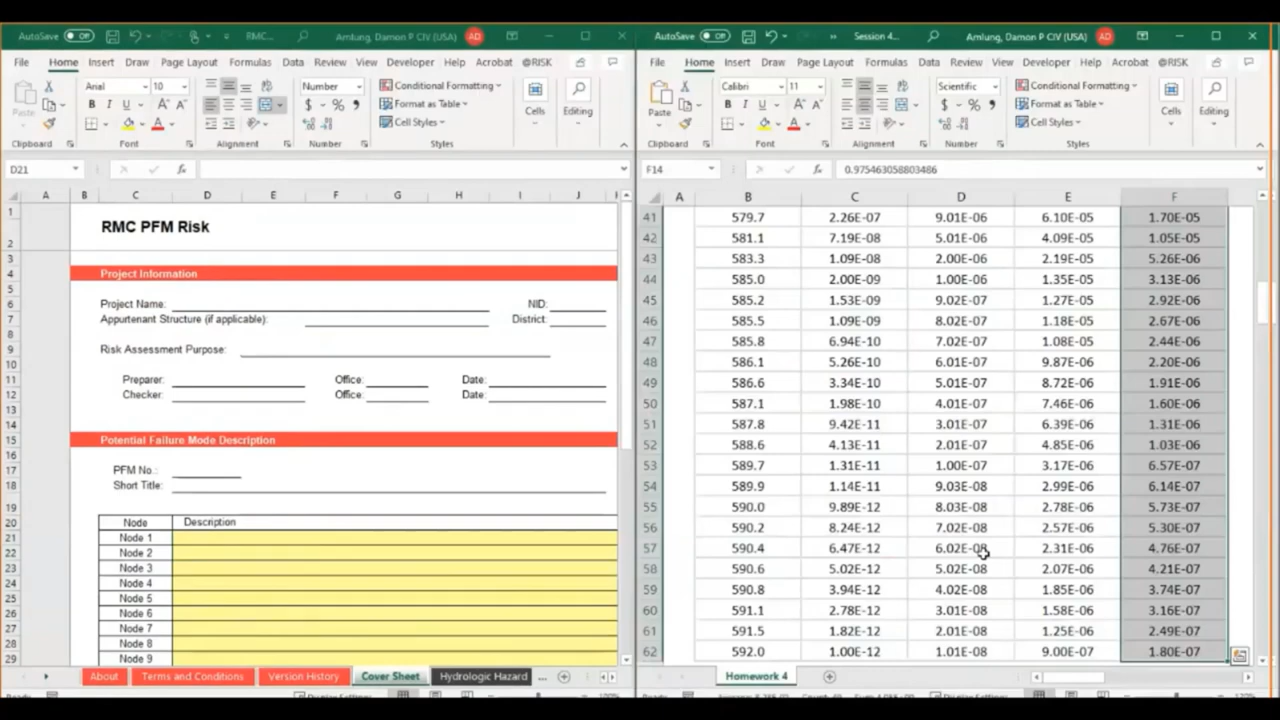 AutoSave Off RMC... Amlung, Damon P CIV (USA) AD
File Home Insert Draw Page Layout Formulas Data Review View Developer Help Acrobat @RISK
Paste Arial 10 Number Conditional Formatting Cells Editing
B I U $ % , Format as Table
Cell Styles
Clipboard Font Alignment Number Styles
D21 fx
A B C D E F G H I J
1
RMC PFM Risk
2
3
4 Project Information
5
6 Project Name: NID:
7 Appurtenant Structure (if applicable): District:
8
9 Risk Assessment Purpose:
10
11 Preparer: Office: Date:
12 Checker: Office: Date:
13
14
15 Potential Failure Mode Description
16
17 PFM No.:
18 Short Title:
19
20 Node Description
21 Node 1
22 Node 2
23 Node 3
24 Node 4
25 Node 5
26 Node 6
27 Node 7
28 Node 8
29 Node 9
About Terms and Conditions Version History Cover Sheet Hydrologic Hazard ...
AutoSave Off Session 4... Amlung, Damon P CIV (USA) AD
File Home Insert Draw Page Layout Formulas Data Review View Developer Help Acrobat @RISK
Paste Calibri 11 Scientific Conditional Formatting Cells Editing
B I U $ % , Format as Table
Cell Styles
Clipboard Font Alignment Number Styles
F14 fx 0.975463058803486
A B C D E F
41 579.7 2.26E-07 9.01E-06 6.10E-05 1.70E-05
42 581.1 7.19E-08 5.01E-06 4.09E-05 1.05E-05
43 583.3 1.09E-08 2.00E-06 2.19E-05 5.26E-06
44 585.0 2.00E-09 1.00E-06 1.35E-05 3.13E-06
45 585.2 1.53E-09 9.02E-07 1.27E-05 2.92E-06
46 585.5 1.09E-09 8.02E-07 1.18E-05 2.67E-06
47 585.8 6.94E-10 7.02E-07 1.08E-05 2.44E-06
48 586.1 5.26E-10 6.01E-07 9.87E-06 2.20E-06
49 586.6 3.34E-10 5.01E-07 8.72E-06 1.91E-06
50 587.1 1.98E-10 4.01E-07 7.46E-06 1.60E-06
51 587.8 9.42E-11 3.01E-07 6.39E-06 1.31E-06
52 588.6 4.13E-11 2.01E-07 4.85E-06 1.03E-06
53 589.7 1.31E-11 1.00E-07 3.17E-06 6.57E-07
54 589.9 1.14E-11 9.03E-08 2.99E-06 6.14E-07
55 590.0 9.89E-12 8.03E-08 2.78E-06 5.73E-07
56 590.2 8.24E-12 7.02E-08 2.57E-06 5.30E-07
57 590.4 6.47E-12 6.02E-08 2.31E-06 4.76E-07
58 590.6 5.02E-12 5.02E-08 2.07E-06 4.21E-07
59 590.8 3.94E-12 4.02E-08 1.85E-06 3.74E-07
60 591.1 2.78E-12 3.01E-08 1.58E-06 3.16E-07
61 591.5 1.82E-12 2.01E-08 1.25E-06 2.49E-07
62 592.0 1.00E-12 1.01E-08 9.00E-07 1.80E-07
Homework 4